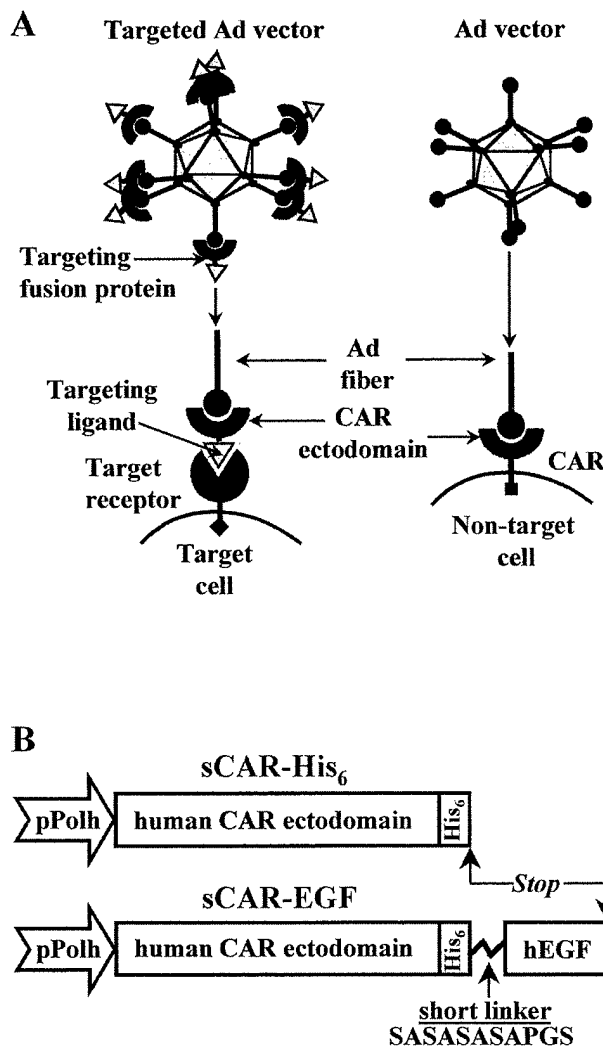 A
Targeted Ad vector
Ad vector
Targeting
fusion protein
Ad
fiber
Targeting
ligand
CAR
ectodomain
CAR
Target
receptor
Target
cell
Non-target
cell
B
sCAR-His6
pPolh
human CAR ectodomain
His6
Stop
sCAR-EGF
pPolh
human CAR ectodomain
His6
hEGF
short linker
SASASASAPGS